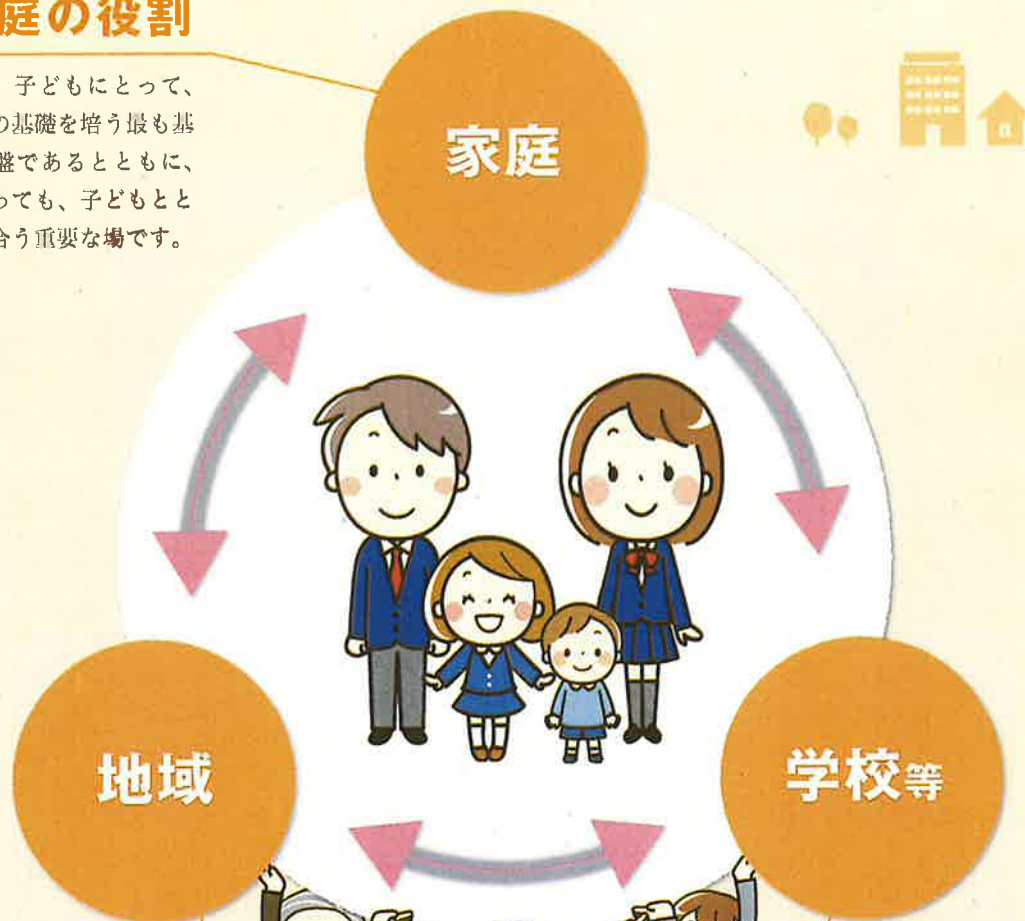 庭の役割
子どもにとって、
の基礎を培う最も基
盤であるとともに、
っても、子どもとと
合う重要な場です。
家庭
地域
学校等